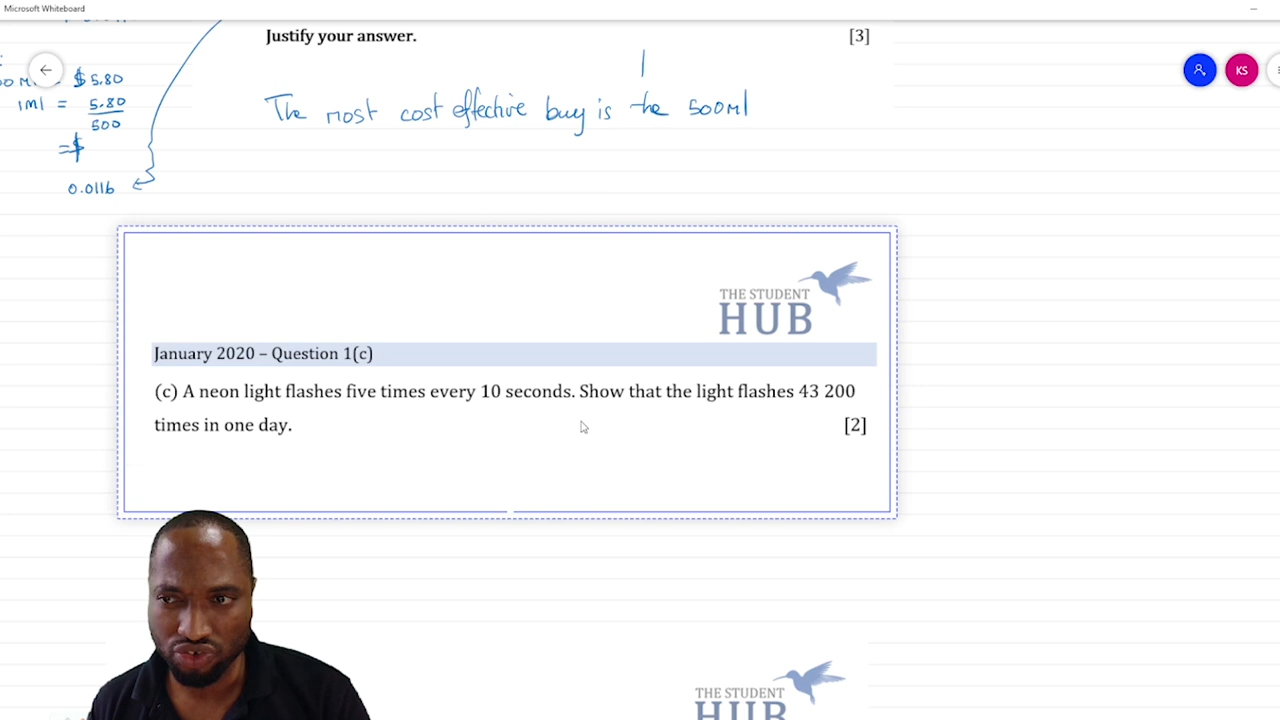 Microsoft Whiteboard
Justify your answer. [3]
= $5.80
1ml = 5.80
500
=$
0.0116
The most cost effective buy is the 500ml
KS
THE STUDENT
HUB
January 2020 – Question 1(c)
(c) A neon light flashes five times every 10 seconds. Show that the light flashes 43 200
times in one day. [2]
THE STUDENT
HUB